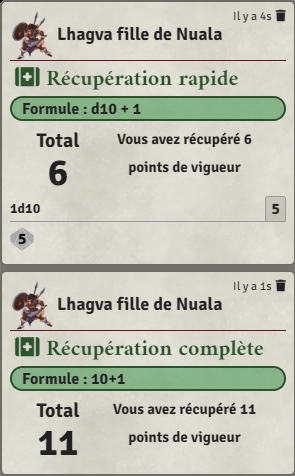 Il y a 4s
Lhagva fille de Nuala
Récupération rapide
Formule : d10 + 1
Total
6
Vous avez récupéré 6
points de vigueur
1d10
5
5
Il y a 1s
Lhagva fille de Nuala
Récupération complète
Formule : 10+1
Total
11
Vous avez récupéré 11
points de vigueur